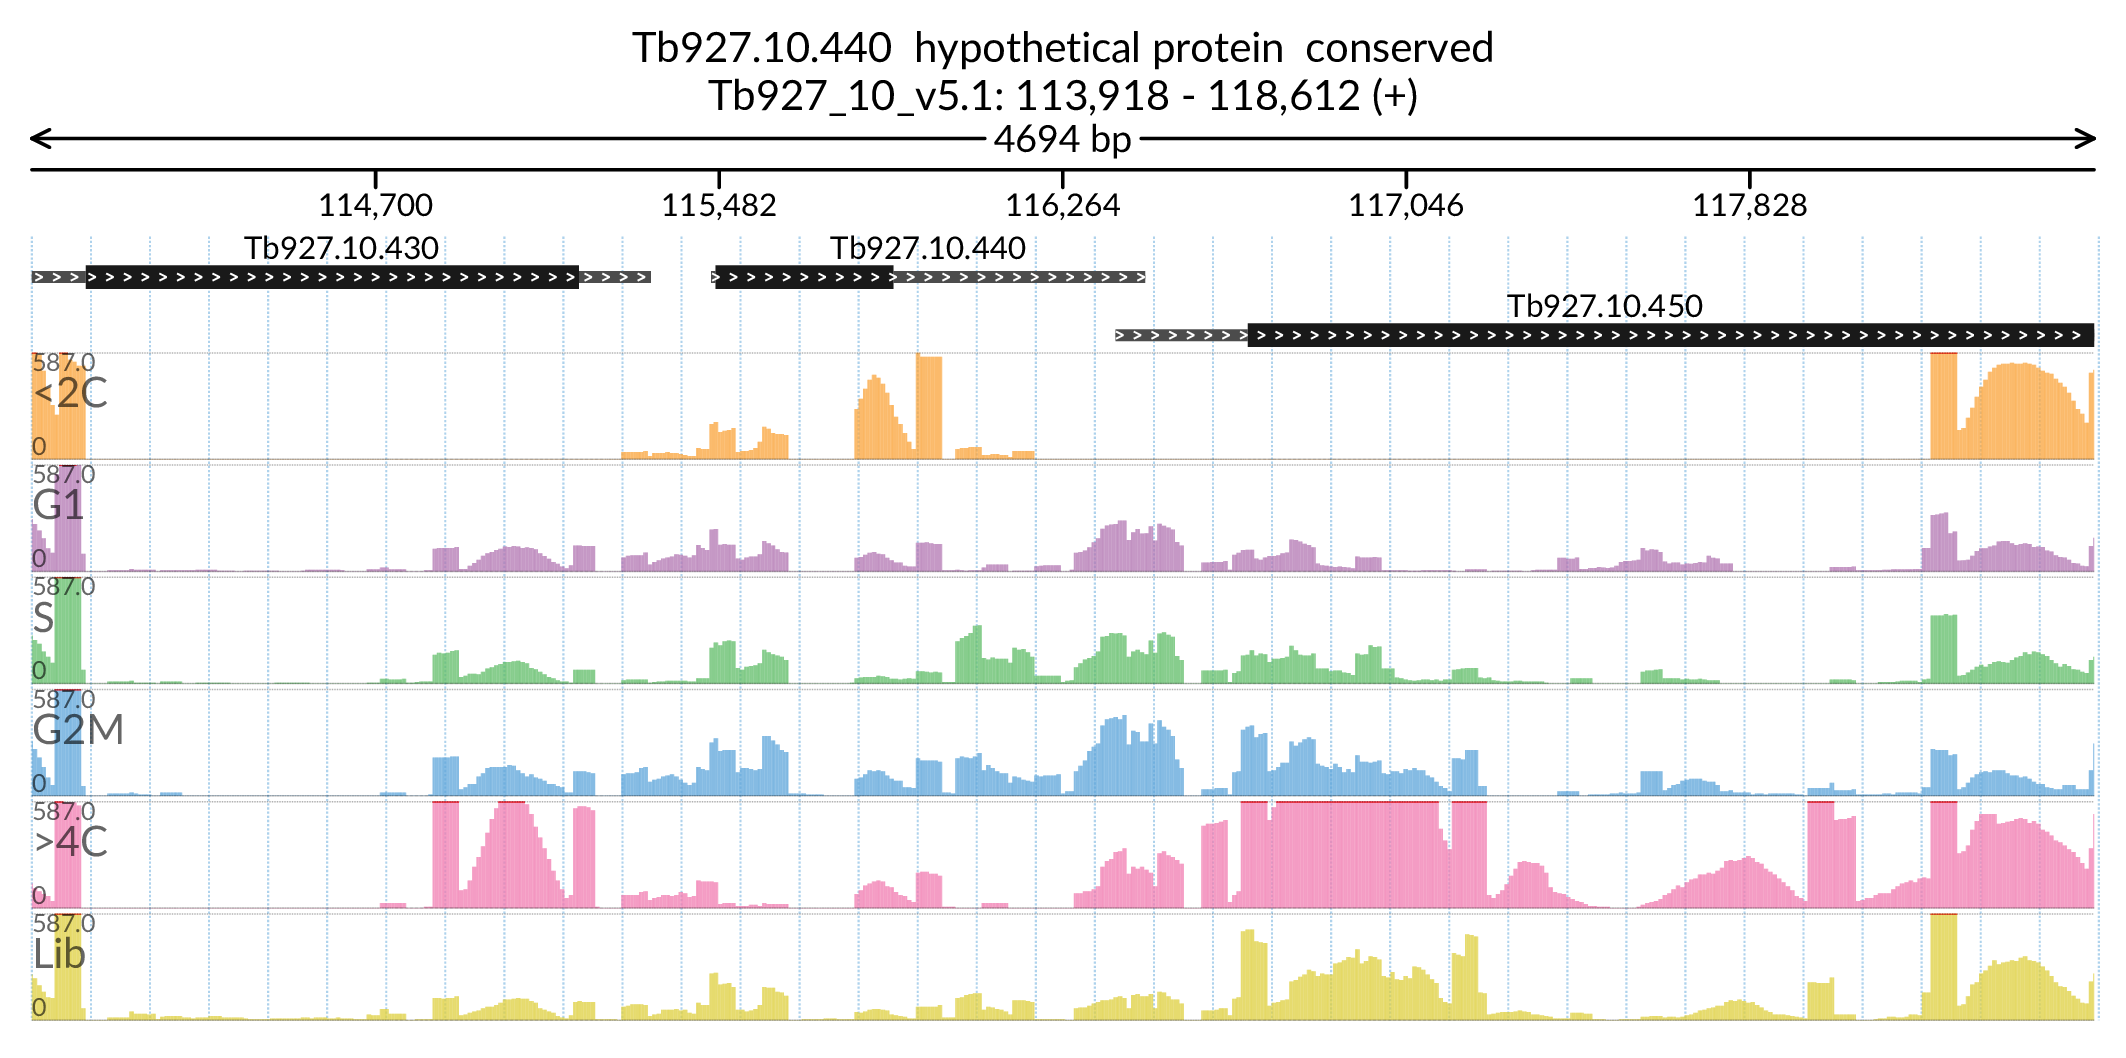 Tb927.10.440  hypothetical protein  conserved
Tb927_10_v5.1: 113,918 - 118,612 (+)
4694 bp
114,700 115,482 116,264 117,046 117,828
Tb927.10.430 Tb927.10.440
Tb927.10.450
587.0
<2C
0
587.0
G1
0
587.0
S
0
587.0
G2M
0
587.0
>4C
0
587.0
Lib
0